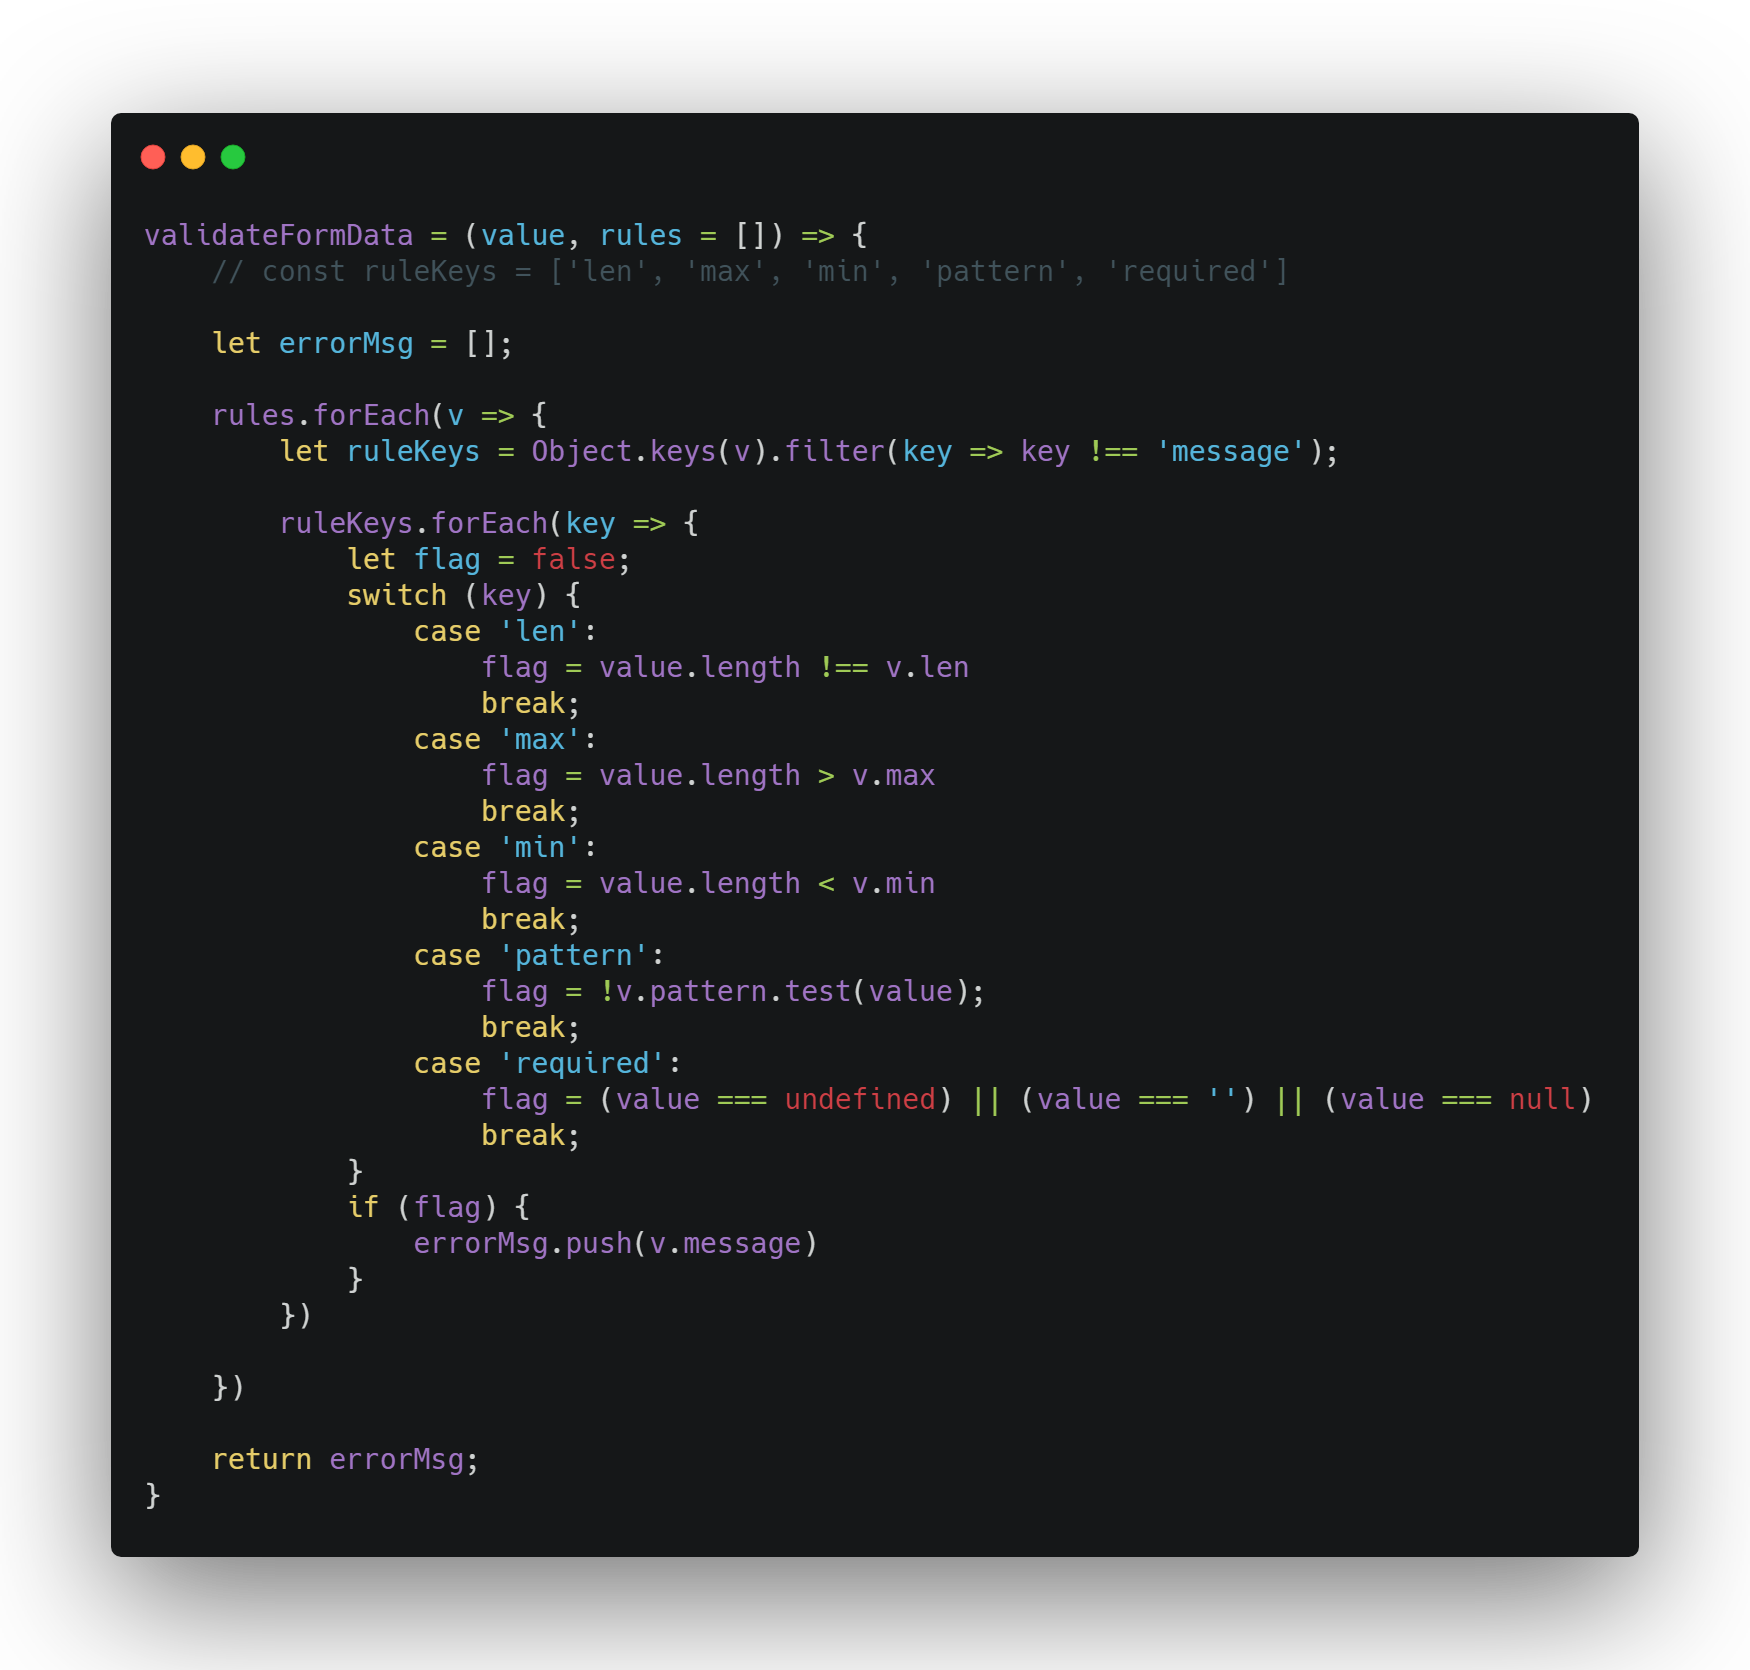 validateFormData = (value, rules = []) => {
    // const ruleKeys = ['len', 'max', 'min', 'pattern', 'required']

    let errorMsg = [];

    rules.forEach(v => {
        let ruleKeys = Object.keys(v).filter(key => key !== 'message');

        ruleKeys.forEach(key => {
            let flag = false;
            switch (key) {
                case 'len':
                    flag = value.length !== v.len
                    break;
                case 'max':
                    flag = value.length > v.max
                    break;
                case 'min':
                    flag = value.length < v.min
                    break;
                case 'pattern':
                    flag = !v.pattern.test(value);
                    break;
                case 'required':
                    flag = (value === undefined) || (value === '') || (value === null)
                    break;
            }
            if (flag) {
                errorMsg.push(v.message)
            }
        })

    })

    return errorMsg;
}